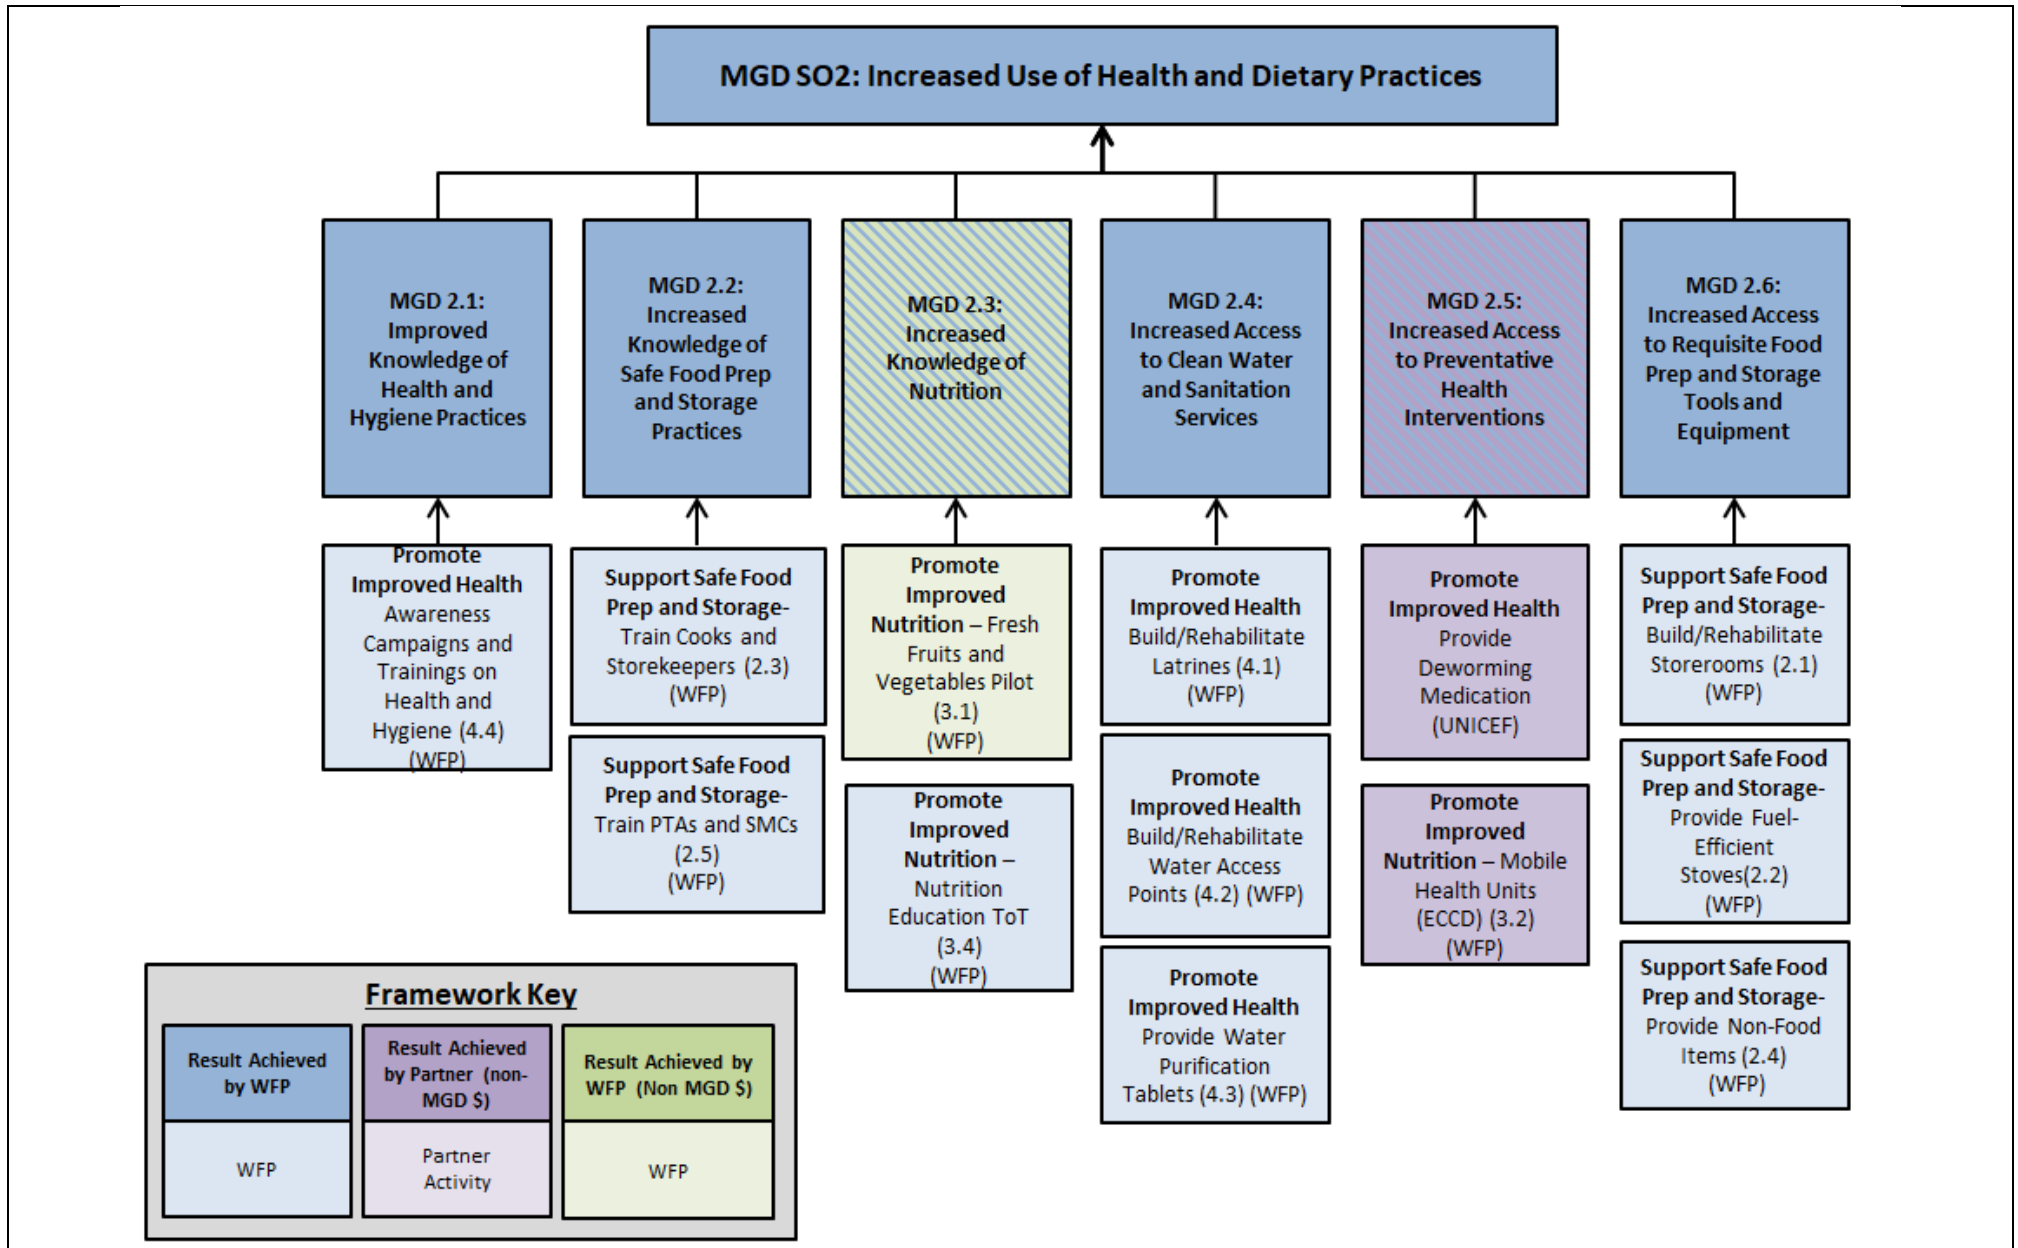 MGD SO2: Increased Use of Health and Dietary Practices
MGD 2.1:
Improved
Knowledge of
Health and
Hygiene Practices
MGD 2.2:
Increased
Knowledge of
Safe Food Prep
and Storage
Practices
MGD 2.3:
Increased
Knowledge of
Nutrition
MGD 2.4:
Increased Access
to Clean Water
and Sanitation
Services
MGD 2.5:
Increased Access
to Preventative
Health
Interventions
MGD 2.6:
Increased Access
to Requisite Food
Prep and Storage
Tools and
Equipment
Promote
Improved Health
Awareness
Campaigns and
Trainings on
Health and
Hygiene (4.4)
(WFP)
Support Safe Food
Prep and Storage-
Train Cooks and
Storekeepers (2.3)
(WFP)
Support Safe Food
Prep and Storage-
Train PTAs and SMCs
(2.5)
(WFP)
Promote
Improved
Nutrition – Fresh
Fruits and
Vegetables Pilot
(3.1)
(WFP)
Promote
Improved
Nutrition –
Nutrition
Education ToT
(3.4)
(WFP)
Promote
Improved Health
Build/Rehabilitate
Latrines (4.1)
(WFP)
Promote
Improved Health
Build/Rehabilitate
Water Access
Points (4.2) (WFP)
Promote
Improved Health
Provide Water
Purification
Tablets (4.3) (WFP)
Promote
Improved Health
Provide
Deworming
Medication
(UNICEF)
Promote
Improved
Nutrition – Mobile
Health Units
(ECCD) (3.2)
(WFP)
Support Safe Food
Prep and Storage-
Build/Rehabilitate
Storerooms (2.1)
(WFP)
Support Safe Food
Prep and Storage-
Provide Fuel-
Efficient
Stoves(2.2)
(WFP)
Support Safe Food
Prep and Storage-
Provide Non-Food
Items (2.4)
(WFP)
Framework Key
Result Achieved
by WFP
Result Achieved
by Partner (non-
MGD $)
Result Achieved by
WFP (Non MGD $)
WFP
Partner
Activity
WFP